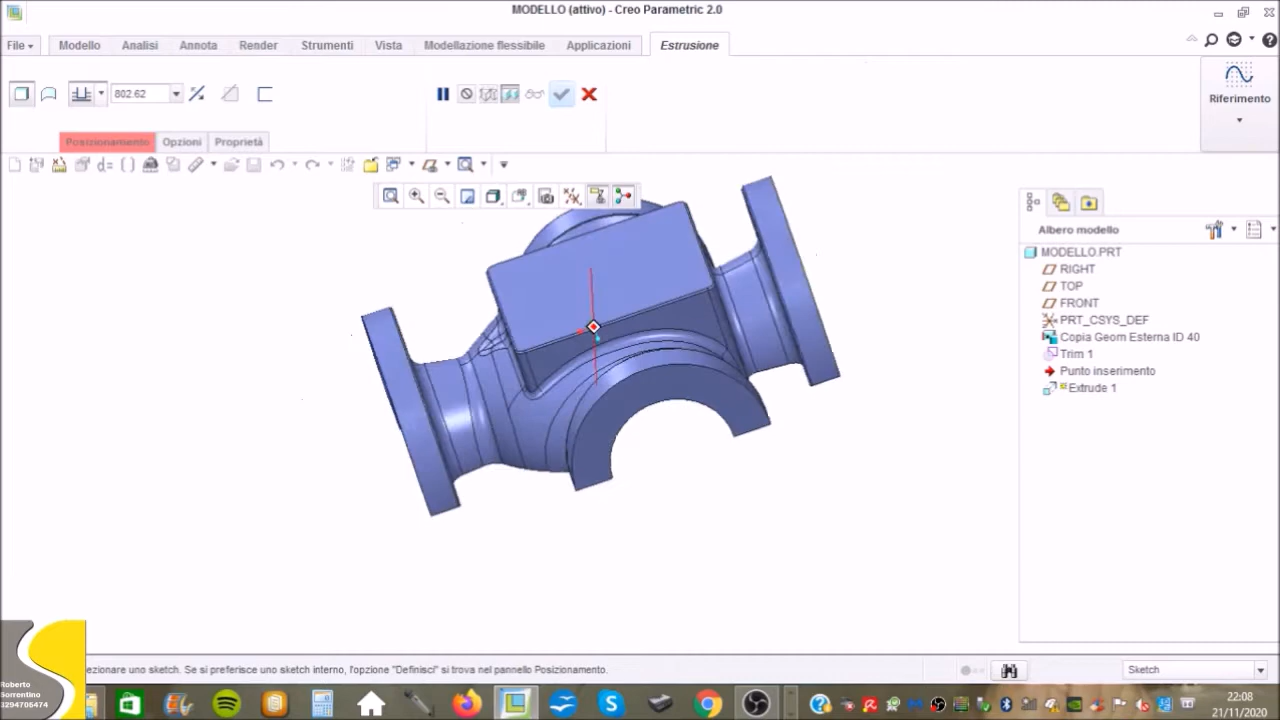 MODELLO (attivo) - Creo Parametric 2.0
File
Modello
Analisi
Annota
Render
Strumenti
Vista
Modellazione flessibile
Applicazioni
Estrusione
802.62
Riferimento
Posizionamento
Opzioni
Proprietà
Albero modello
MODELLO.PRT
RIGHT
TOP
FRONT
PRT_CSYS_DEF
Copia Geom Esterna ID 40
Trim 1
Punto inserimento
Extrude 1
ezionare uno sketch. Se si preferisce uno sketch interno, l'opzione "Definisci" si trova nel pannello Posizionamento.
Sketch
Roberto
Sorrentino
3294706474
22:08
21/11/2020